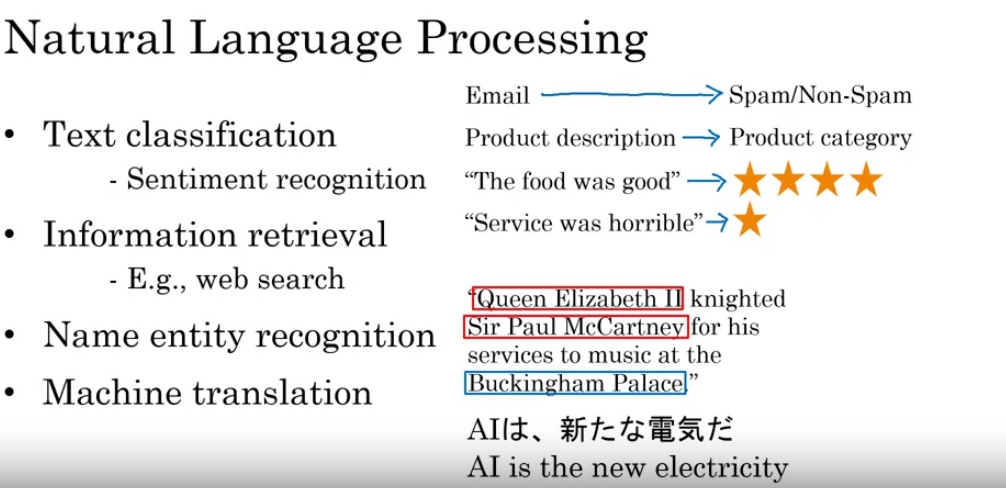 Natural Language Processing
• Text classification
- Sentiment recognition
• Information retrieval
- E.g., web search
• Name entity recognition
• Machine translation
Email → Spam/Non-Spam
Product description → Product category
“The food was good” → ★★★★
“Service was horrible” → ★
“Queen Elizabeth II knighted
Sir Paul McCartney for his
services to music at the
Buckingham Palace.”
AIは、新たな電気だ
AI is the new electricity